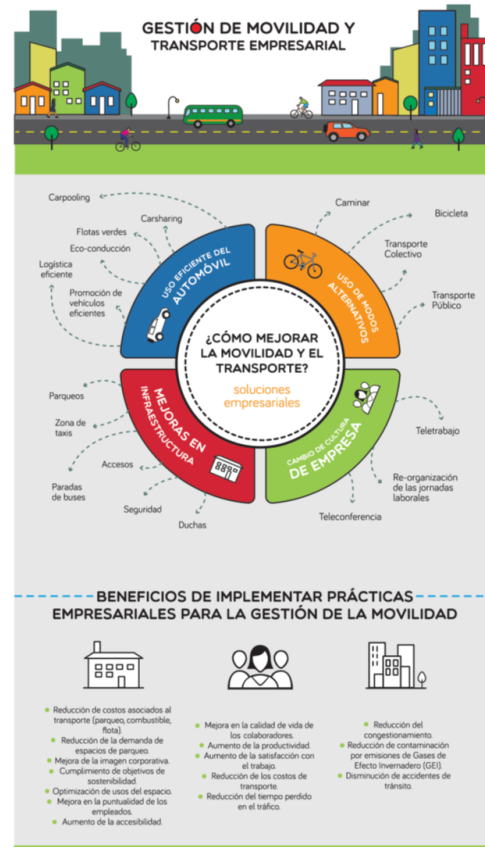 GESTIÓN DE MOVILIDAD Y
TRANSPORTE EMPRESARIAL
Carpooling
Carsharing
Flotas verdes
Eco-conducción
Logística
eficiente
Promoción de
vehículos
eficientes
USO EFICIENTE DEL
AUTOMÓVIL
Caminar
Bicicleta
Transporte
Colectivo
Transporte
Público
USO DE MODOS
ALTERNATIVOS
¿CÓMO MEJORAR
LA MOVILIDAD Y EL
TRANSPORTE?
soluciones
empresariales
MEJORAS EN
INFRAESTRUCTURA
Parqueos
Zona de
taxis
Accesos
Paradas
de buses
Seguridad
Duchas
CAMBIO DE CULTURA
DE EMPRESA
Teletrabajo
Re-organización
de las jornadas
laborales
Teleconferencia
BENEFICIOS DE IMPLEMENTAR PRÁCTICAS
EMPRESARIALES PARA LA GESTIÓN DE LA MOVILIDAD
Reducción de costos asociados al
transporte (parqueo, combustible,
flota).
Reducción de la demanda de
espacios de parqueo.
Mejora de la imagen corporativa.
Cumplimiento de objetivos de
sostenibilidad.
Optimización de usos del espacio.
Mejora en la puntualidad de los
empleados.
Aumento de la accesibilidad.
Mejora en la calidad de vida de
los colaboradores.
Aumento de la productividad.
Aumento de la satisfacción con
el trabajo.
Reducción de los costos de
transporte.
Reducción del tiempo perdido
en el tráfico.
Reducción del
congestionamiento.
Reducción de contaminación
por emisiones de Gases de
Efecto Invernadero (GEI).
Disminución de accidentes de
tránsito.